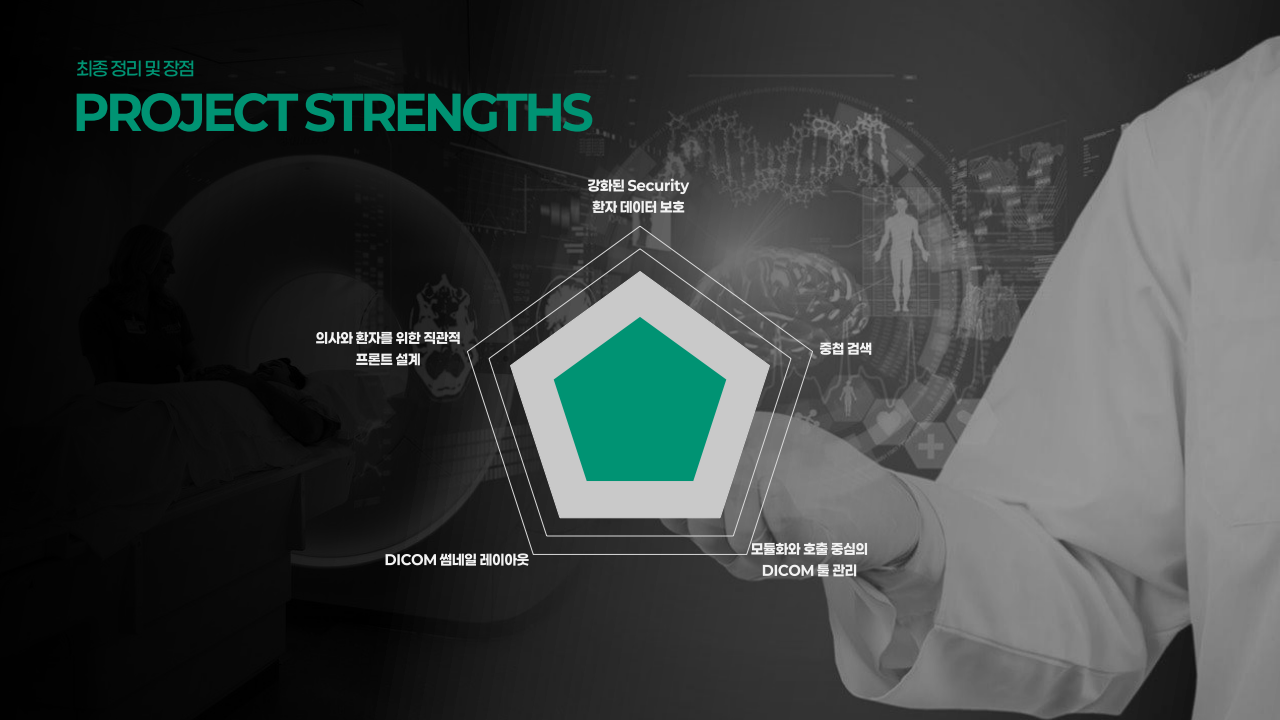 최종 정리 및 장점
PROJECT STRENGTHS
강화된 Security
환자 데이터 보호
의사와 환자를 위한 직관적
프론트 설계
중첩 검색
DICOM 썸네일 레이아웃
모듈화와 호출 중심의
DICOM 툴 관리